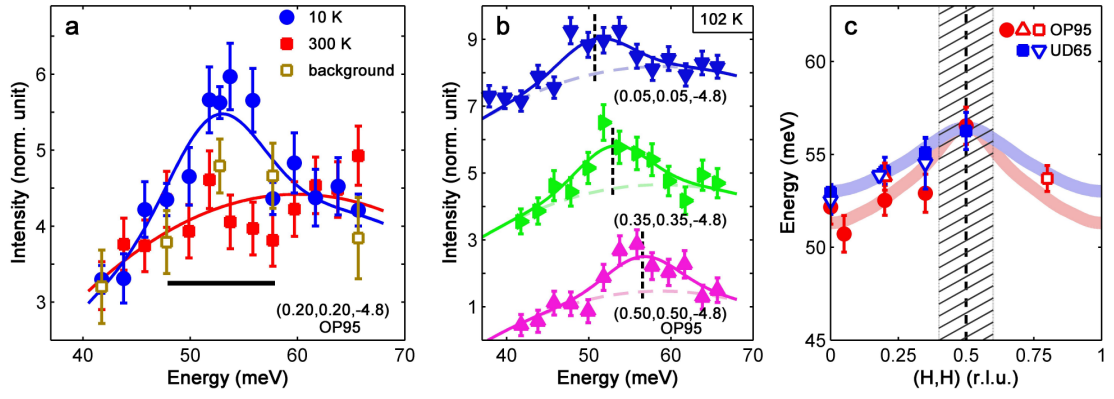 a
10 K
300 K
background
(0.20,0.20,-4.8)
OP95
Intensity (norm. unit)
6
5
4
3
40
50
60
70
Energy (meV)
b
102 K
(0.05,0.05,-4.8)
(0.35,0.35,-4.8)
(0.50,0.50,-4.8)
OP95
Intensity (norm. unit)
9
7
5
3
1
40
50
60
70
Energy (meV)
c
OP95
UD65
Energy (meV)
59
55
51
45
0
0.25
0.5
0.75
1
(H,H) (r.l.u.)